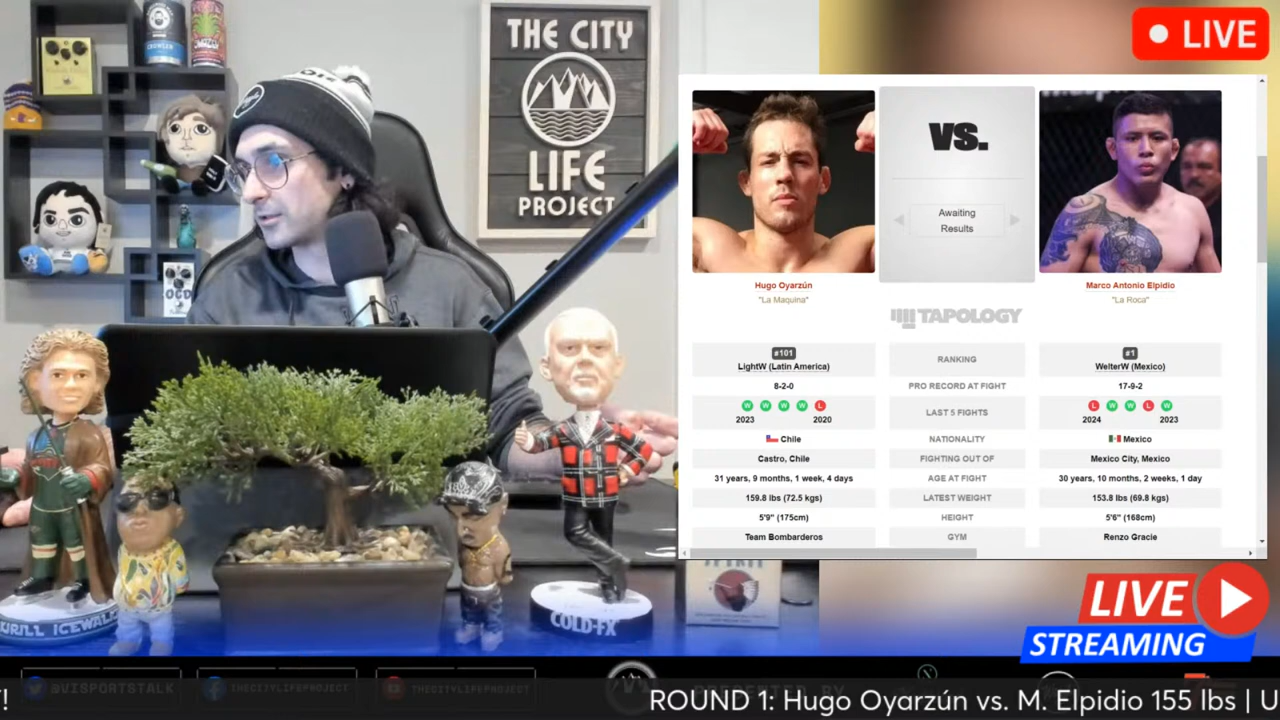 THE CITY
LIFE
PROJECT
LIVE
VS.
Awaiting
Results
Hugo Oyarzún
"La Maquina"
Marco Antonio Elpidio
"La Roca"
TAPOLOGY
#101
LightW (Latin America)
RANKING
#1
WelterW (Mexico)
8-2-0
PRO RECORD AT FIGHT
17-9-2
W W W W L
2023 2020
LAST 5 FIGHTS
L W W L W
2024 2023
Chile
NATIONALITY
Mexico
Castro, Chile
FIGHTING OUT OF
Mexico City, Mexico
31 years, 9 months, 1 week, 4 days
AGE AT FIGHT
30 years, 10 months, 2 weeks, 1 day
159.8 lbs (72.5 kgs)
LATEST WEIGHT
153.8 lbs (69.8 kgs)
5'9" (175cm)
HEIGHT
5'6" (168cm)
Team Bombarderos
GYM
Renzo Gracie
COLD-FX
LIVE
STREAMING
@VISPORTSTALK
THECITYLIFEPROJECT
THECITYLIFEPROJECT
! ROUND 1: Hugo Oyarzún vs. M. Elpidio 155 lbs | U